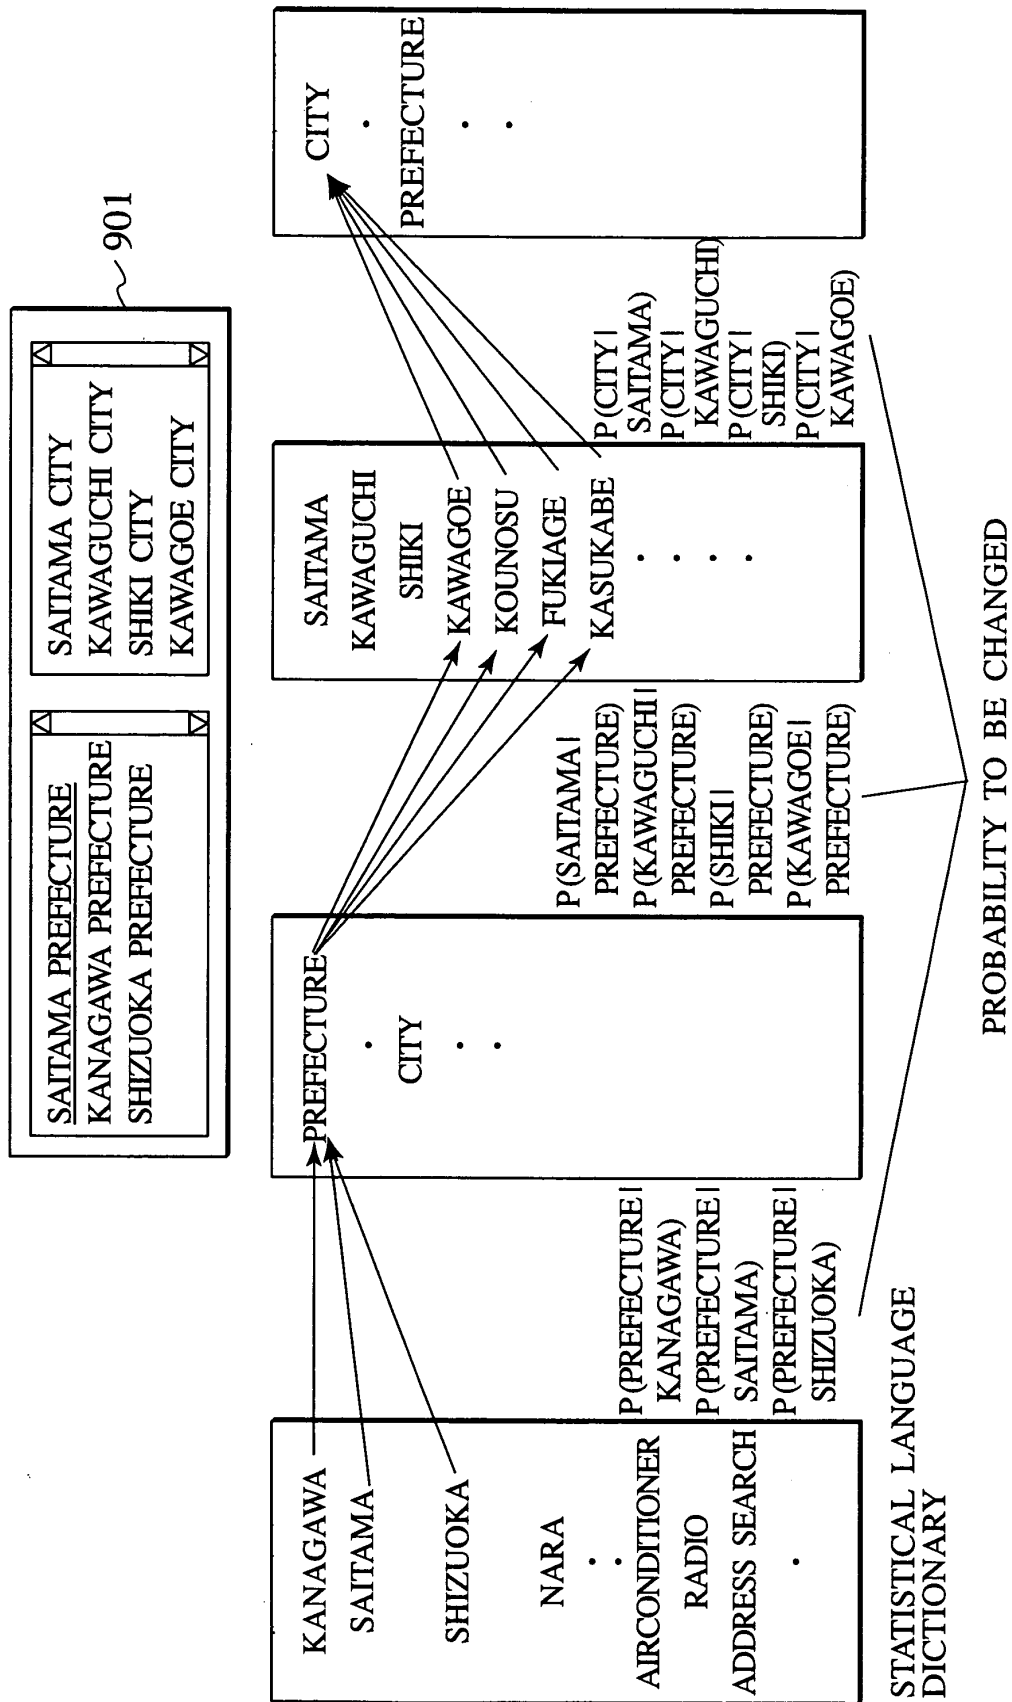 SAITAMA PREFECTURE
KANAGAWA PREFECTURE
SHIZUOKA PREFECTURE
SAITAMA CITY
KAWAGUCHI CITY
SHIKI CITY
KAWAGOE CITY
901
KANAGAWA
SAITAMA
SHIZUOKA
NARA
AIRCONDITIONER
RADIO
ADDRESS SEARCH
P(PREFECTURE|
KANAGAWA)
P(PREFECTURE|
SAITAMA)
P(PREFECTURE|
SHIZUOKA)
PREFECTURE
CITY
P(SAITAMA|
PREFECTURE)
P(KAWAGUCHI|
PREFECTURE)
P(SHIKI|
PREFECTURE)
P(KAWAGOE|
PREFECTURE)
SAITAMA
KAWAGUCHI
SHIKI
KAWAGOE
KOUNOSU
FUKIAGE
KASUKABE
P(CITY|
SAITAMA)
P(CITY|
KAWAGUCHI)
P(CITY|
SHIKI)
P(CITY|
KAWAGOE)
CITY
PREFECTURE
STATISTICAL LANGUAGE
DICTIONARY
PROBABILITY TO BE CHANGED